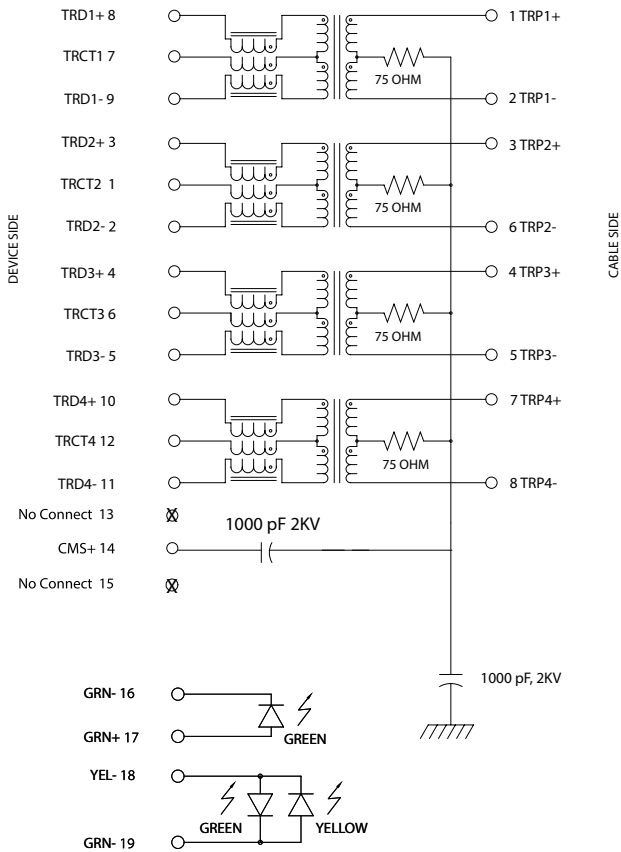 TRD1+ 8
1 TRP1+
TRCT1 7
75 OHM
TRD1- 9
2 TRP1-
TRD2+ 3
3 TRP2+
TRCT2 1
75 OHM
TRD2- 2
6 TRP2-
DEVICE SIDE
CABLE SIDE
TRD3+ 4
4 TRP3+
TRCT3 6
75 OHM
TRD3- 5
5 TRP3-
TRD4+ 10
7 TRP4+
TRCT4 12
75 OHM
TRD4- 11
8 TRP4-
No Connect 13
1000 pF 2KV
CMS+ 14
No Connect 15
1000 pF, 2KV
GRN- 16
GRN+ 17
GREEN
YEL- 18
GREEN
YELLOW
GRN- 19